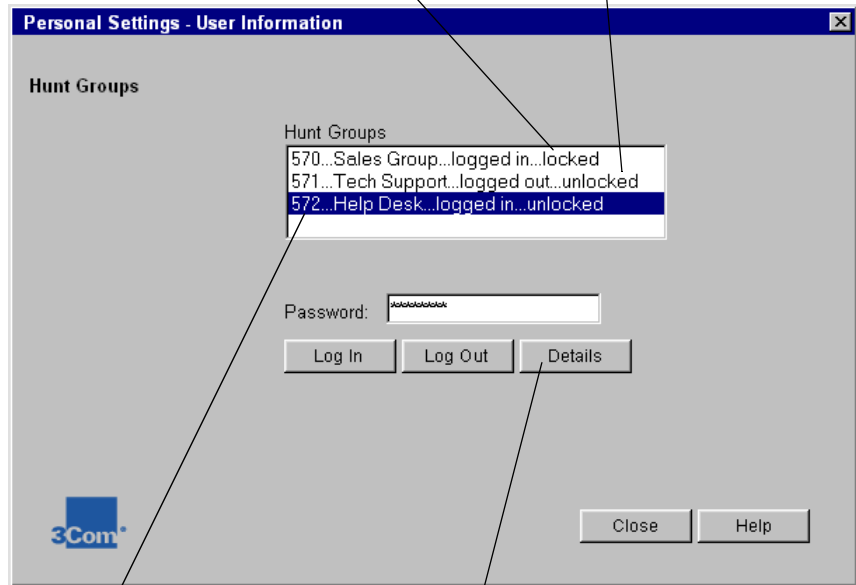 Personal Settings - User Information
Hunt Groups
Hunt Groups
570...Sales Group...logged in...locked
571...Tech Support...logged out...unlocked
572...Help Desk...logged in...unlocked
Password: **********
Log In Log Out Details
3Com
Close Help